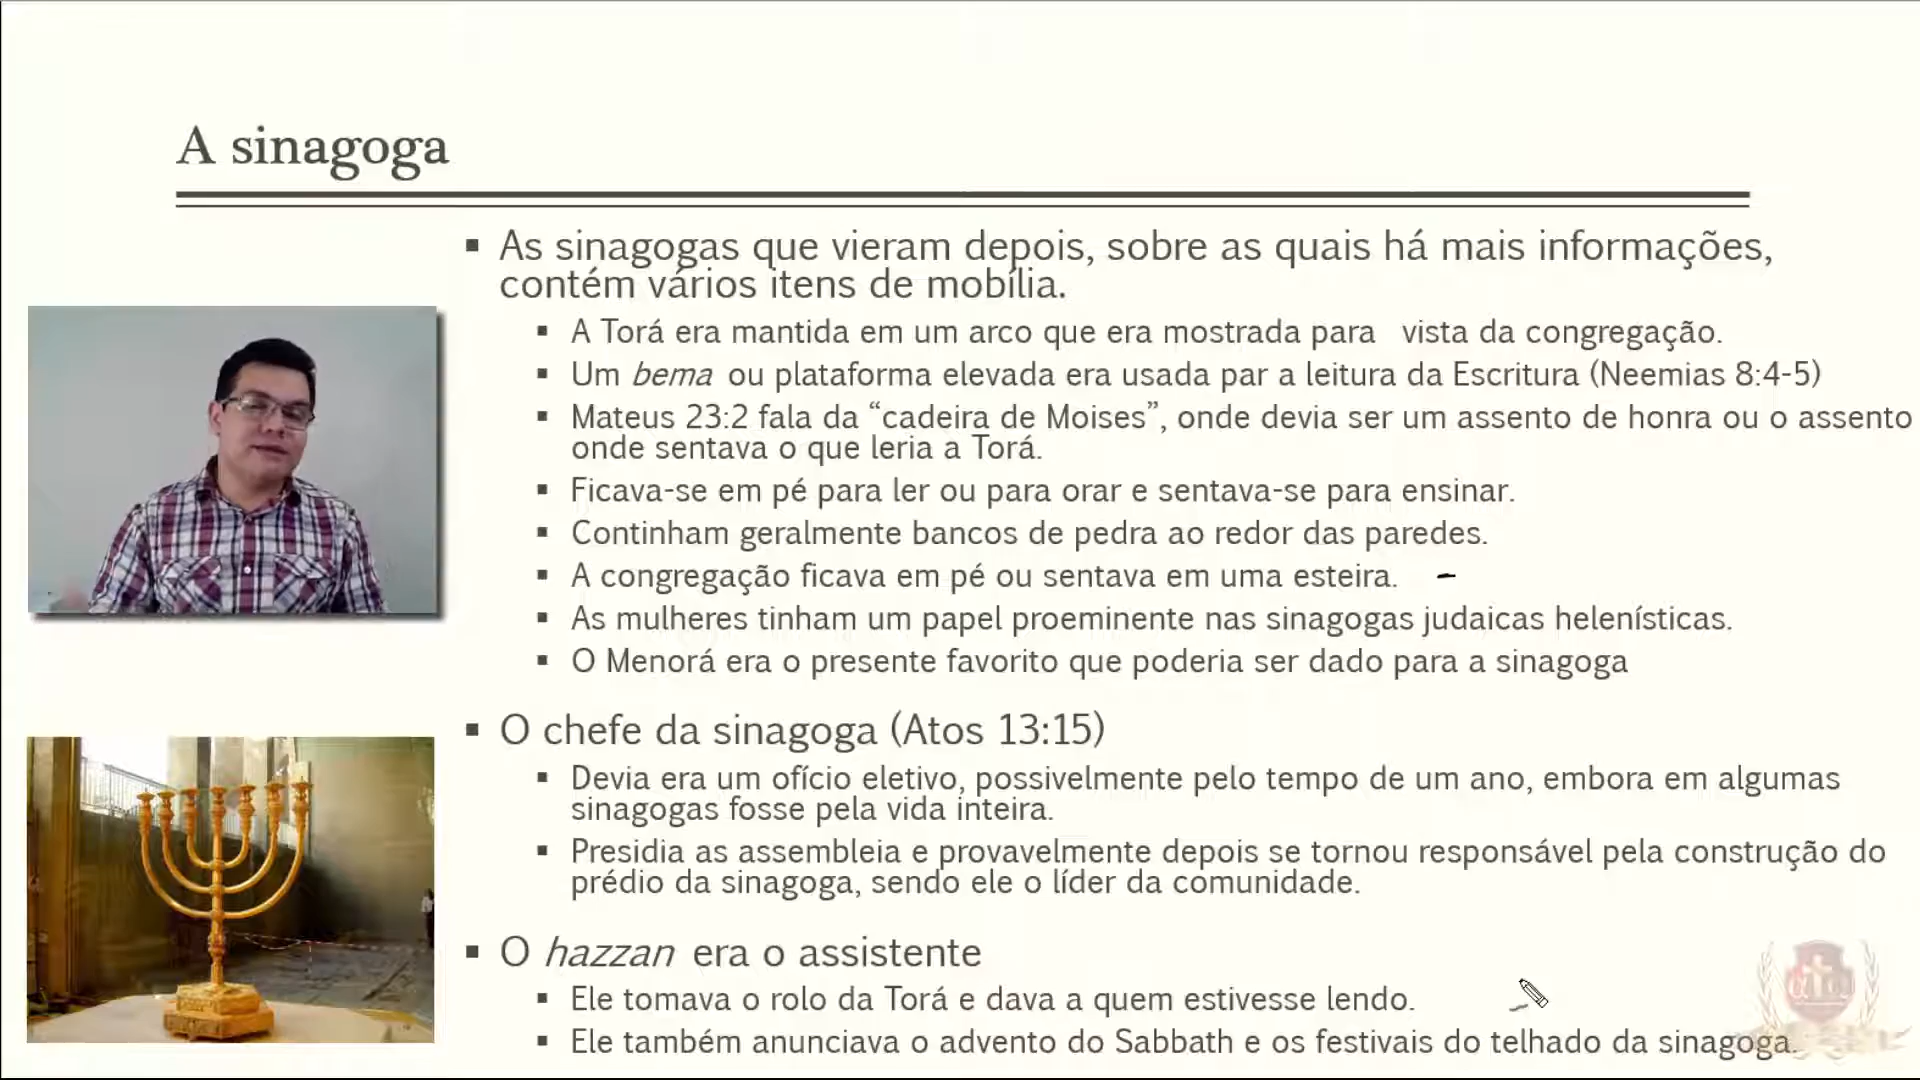 A sinagoga
▪ As sinagogas que vieram depois, sobre as quais há mais informações,
contém vários itens de mobília.
▪ A Torá era mantida em um arco que era mostrada para vista da congregação.
▪ Um bema ou plataforma elevada era usada par a leitura da Escritura (Neemias 8:4-5)
▪ Mateus 23:2 fala da “cadeira de Moises”, onde devia ser um assento de honra ou o assento
onde sentava o que leria a Torá.
▪ Ficava-se em pé para ler ou para orar e sentava-se para ensinar.
▪ Continham geralmente bancos de pedra ao redor das paredes.
▪ A congregação ficava em pé ou sentava em uma esteira.
▪ As mulheres tinham um papel proeminente nas sinagogas judaicas helenísticas.
▪ O Menorá era o presente favorito que poderia ser dado para a sinagoga
▪ O chefe da sinagoga (Atos 13:15)
▪ Devia era um ofício eletivo, possivelmente pelo tempo de um ano, embora em algumas
sinagogas fosse pela vida inteira.
▪ Presidia as assembleia e provavelmente depois se tornou responsável pela construção do
prédio da sinagoga, sendo ele o líder da comunidade.
▪ O hazzan era o assistente
▪ Ele tomava o rolo da Torá e dava a quem estivesse lendo.
▪ Ele também anunciava o advento do Sabbath e os festivais do telhado da sinagoga.